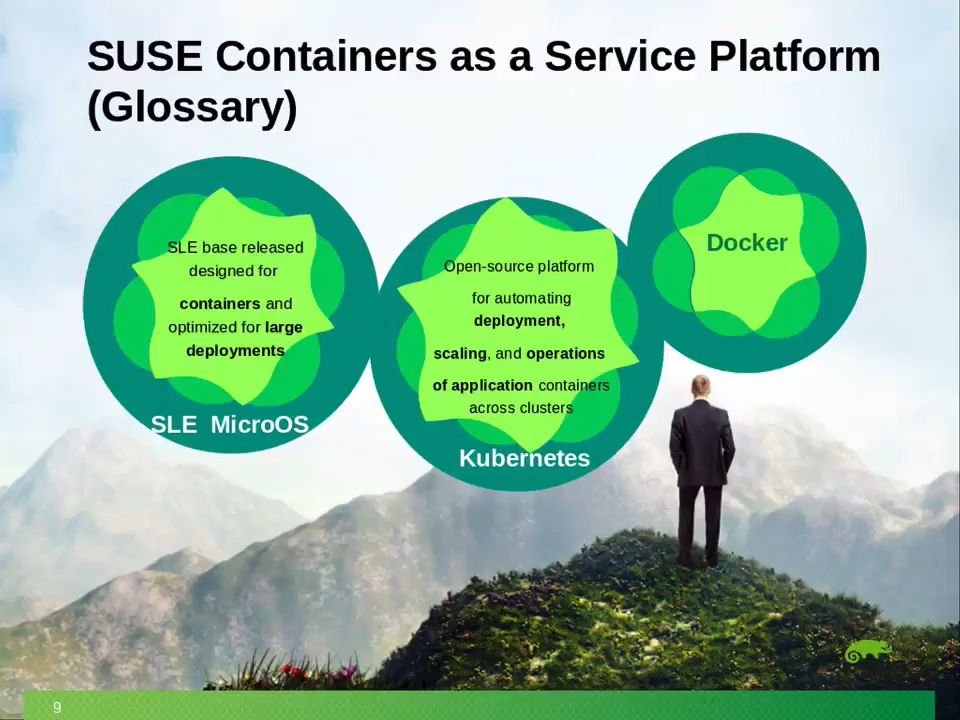 SUSE Containers as a Service Platform
(Glossary)
SLE base released
designed for
containers and
optimized for large
deployments
SLE MicroOS
Open-source platform
for automating
deployment,
scaling, and operations
of application containers
across clusters
Kubernetes
Docker
9